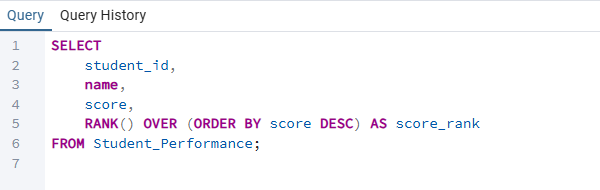 Query Query History
1 SELECT
2     student_id,
3     name,
4     score,
5     RANK() OVER (ORDER BY score DESC) AS score_rank
6 FROM Student_Performance;
7